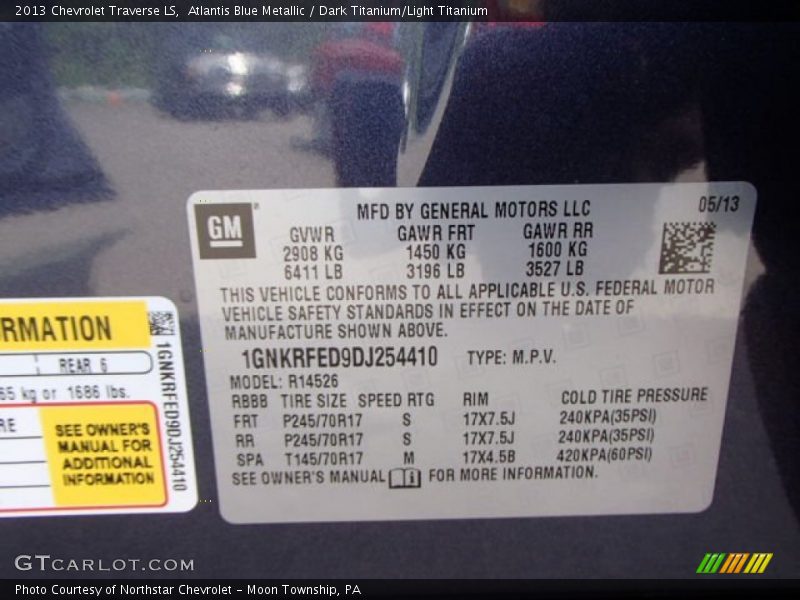 2013 Chevrolet Traverse LS, Atlantis Blue Metallic / Dark Titanium/Light Titanium
GM
MFD BY GENERAL MOTORS LLC 05/13
GVWR GAWR FRT GAWR RR
2908 KG 1450 KG 1600 KG
6411 LB 3196 LB 3527 LB
THIS VEHICLE CONFORMS TO ALL APPLICABLE U.S. FEDERAL MOTOR
VEHICLE SAFETY STANDARDS IN EFFECT ON THE DATE OF
MANUFACTURE SHOWN ABOVE.
1GNKRFED9DJ254410 TYPE: M.P.V.
MODEL: R14526
RBBB TIRE SIZE SPEED RTG RIM COLD TIRE PRESSURE
FRT P245/70R17 S 17X7.5J 240KPA(35PSI)
RR P245/70R17 S 17X7.5J 240KPA(35PSI)
SPA T145/70R17 M 17X4.5B 420KPA(60PSI)
SEE OWNER'S MANUAL i FOR MORE INFORMATION.
RMATION
REAR 6
65 kg or 1686 lbs.
RE
SEE OWNER'S
MANUAL FOR
ADDITIONAL
INFORMATION
1GNKRFED9DJ254410
GTCARLOT.COM
Photo Courtesy of Northstar Chevrolet - Moon Township, PA